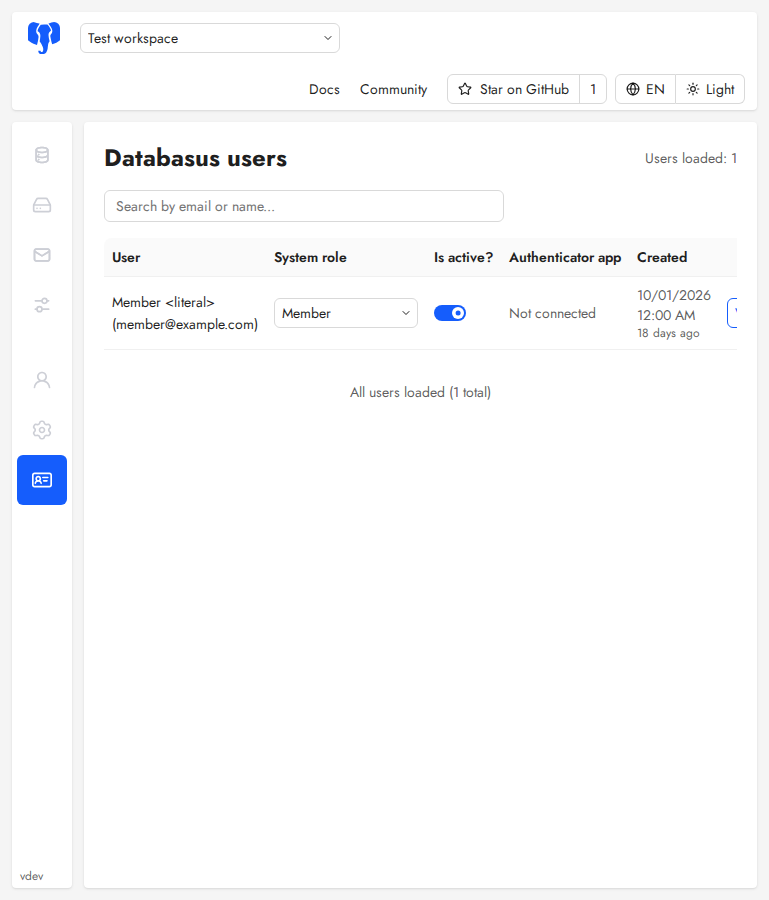 Test workspace
Docs
Community
Star on GitHub
1
EN
Light
Databasus users
Users loaded: 1
Search by email or name...
User
System role
Is active?
Authenticator app
Created
Member <literal>
(member@example.com)
Member
Not connected
10/01/2026
12:00 AM
18 days ago
All users loaded (1 total)
vdev